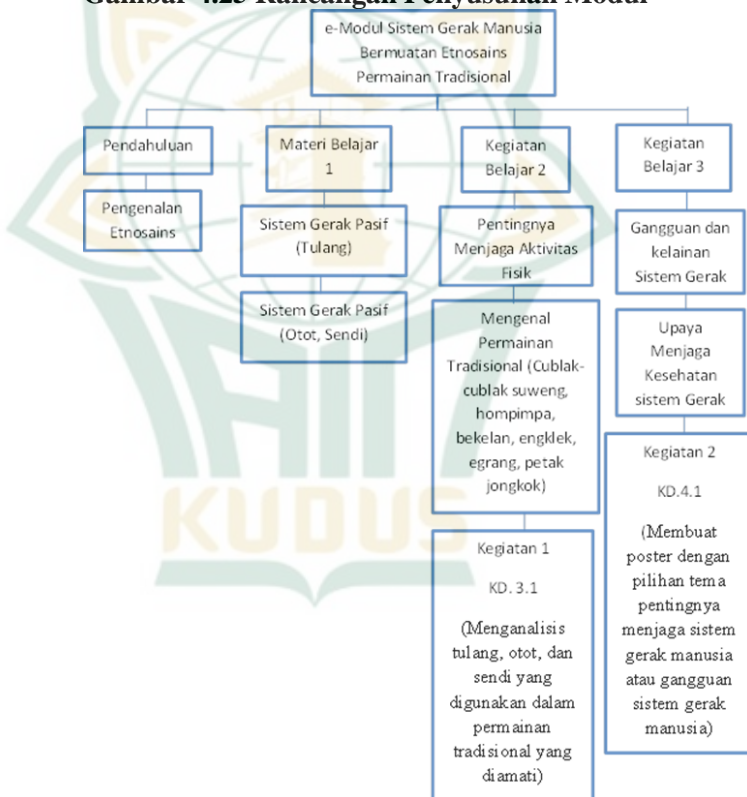 Gambar 4.25 Rancangan Penyusunan Modul
e-Modul Sistem Gerak Manusia
Bermuatan Etnosains
Permainan Tradisional
Pendahuluan
Pengenalan
Etnosains
Materi Belajar
1
Sistem Gerak Pasif
(Tulang)
Sistem Gerak Pasif
(Otot, Sendi)
Kegiatan
Belajar 2
Pentingnya
Menjaga Aktivitas
Fisik
Mengenal
Permainan
Tradisional (Cublak-
cublak suweng,
hompimpa,
bekelan, engklek,
egrang, petak
jongkok)
Kegiatan 1
KD. 3.1
(Menganalisis
tulang, otot, dan
sendi yang
digunakan dalam
permainan
tradisional yang
diamati)
Kegiatan
Belajar 3
Gangguan dan
kelainan
Sistem Gerak
Upaya
Menjaga
Kesehatan
sistem Gerak
Kegiatan 2
KD.4.1
(Membuat
poster dengan
pilihan tema
pentingnya
menjaga sistem
gerak manusia
atau gangguan
sistem gerak
manusia)
KUDUS